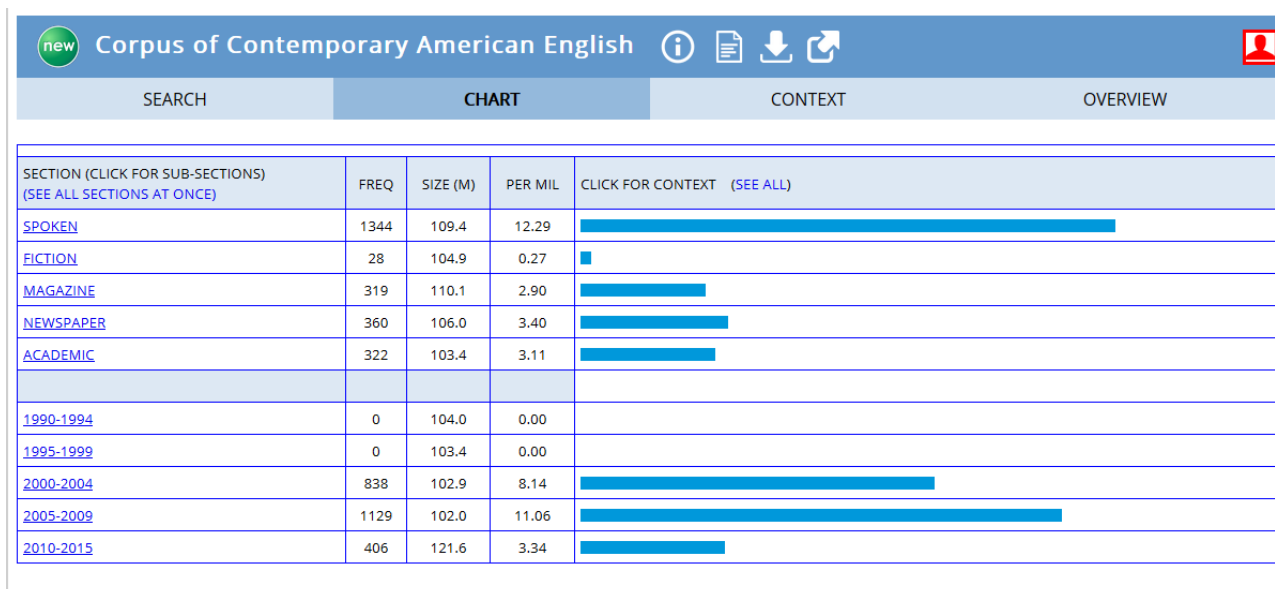 new Corpus of Contemporary American English
SEARCH CHART CONTEXT OVERVIEW
SECTION (CLICK FOR SUB-SECTIONS)
(SEE ALL SECTIONS AT ONCE) FREQ SIZE (M) PER MIL CLICK FOR CONTEXT (SEE ALL)
SPOKEN 1344 109.4 12.29
FICTION 28 104.9 0.27
MAGAZINE 319 110.1 2.90
NEWSPAPER 360 106.0 3.40
ACADEMIC 322 103.4 3.11
1990-1994 0 104.0 0.00
1995-1999 0 103.4 0.00
2000-2004 838 102.9 8.14
2005-2009 1129 102.0 11.06
2010-2015 406 121.6 3.34